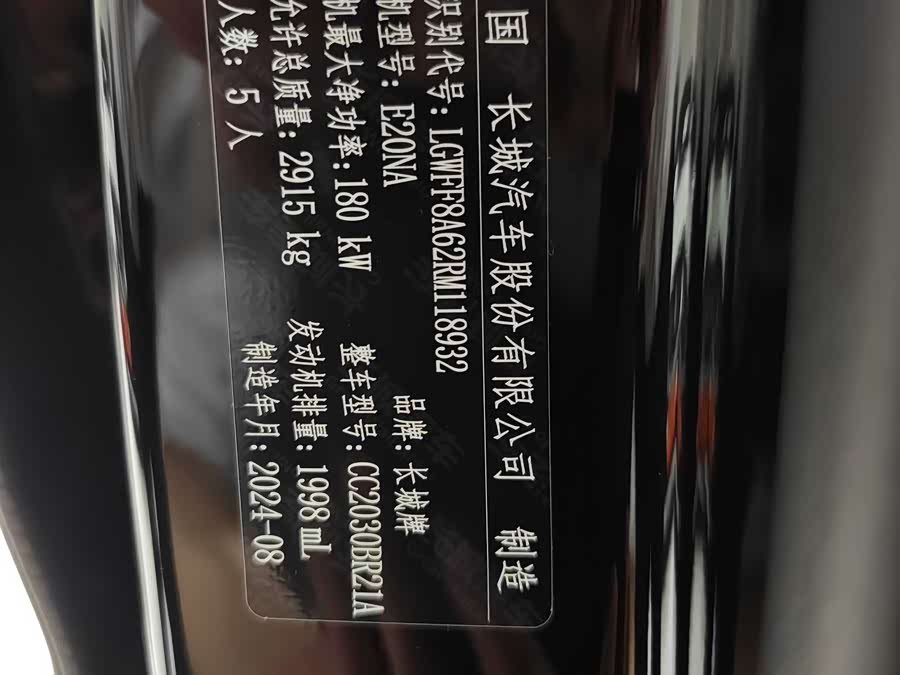 国 长城汽车股份有限公司 制造
品牌: 长城牌
识别代号: LGWFF8A62RM118932
机型号: E20NA 整车型号: CC2030BR21A
机最大净功率: 180 kW 发动机排量: 1998 mL
允许总质量: 2915 kg 制造年月: 2024-08
人数: 5 人